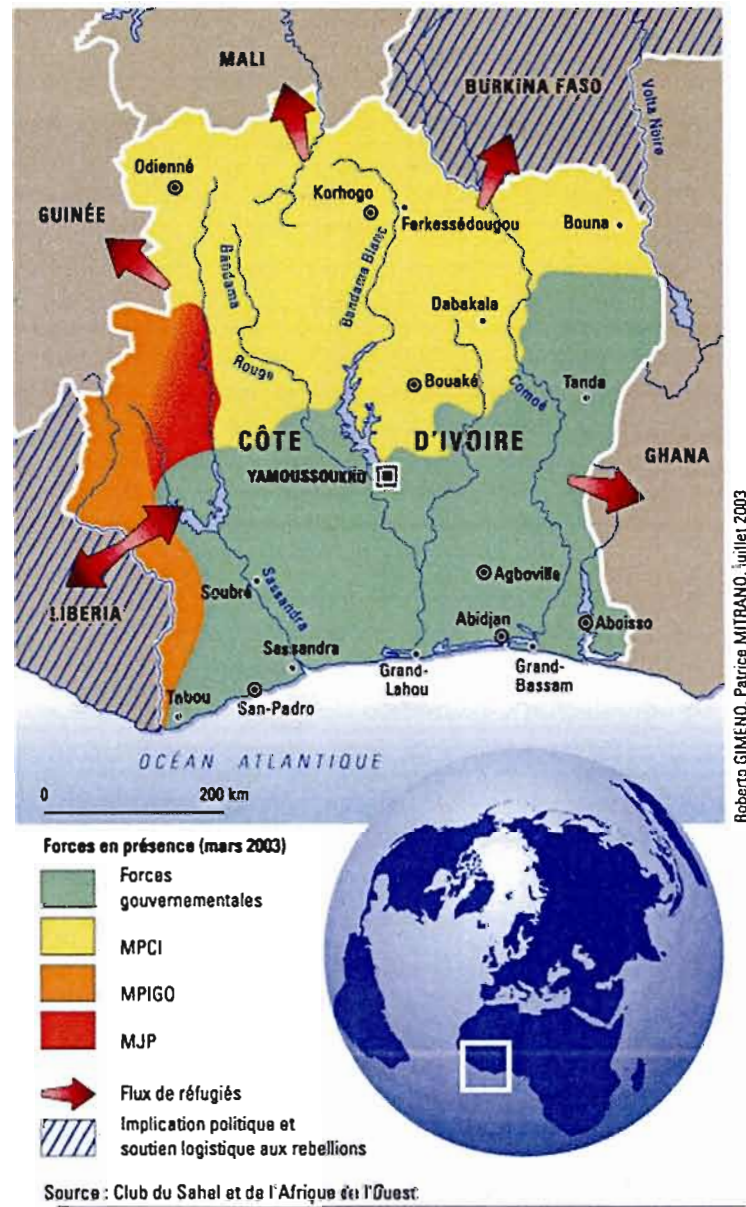 MALI
BURKINA FASO
Volta Noire
Odienné
Korhogo
Ferkessédougou
Bouna
GUINÉE
Bandama
Bandama Blanc
Dabakala
Rouge
Bouaké
Comoé
Tanda
CÔTE D'IVOIRE
GHANA
YAMOUSSOUKRO
LIBERIA
Soubré
Sassandra
Agboville
Abidjan
Aboisso
Sassandra
Grand-
Lahou
Grand-
Bassam
Tabou
San-Padro
OCÉAN ATLANTIQUE
0 200 km
Roberto GIMENO, Patrice MITRANO, juillet 2003
Forces en présence (mars 2003)
Forces
gouvernementales
MPCI
MPIGO
MJP
Flux de réfugiés
Implication politique et
soutien logistique aux rebellions
Source : Club du Sahel et de l'Afrique de l'Ouest.